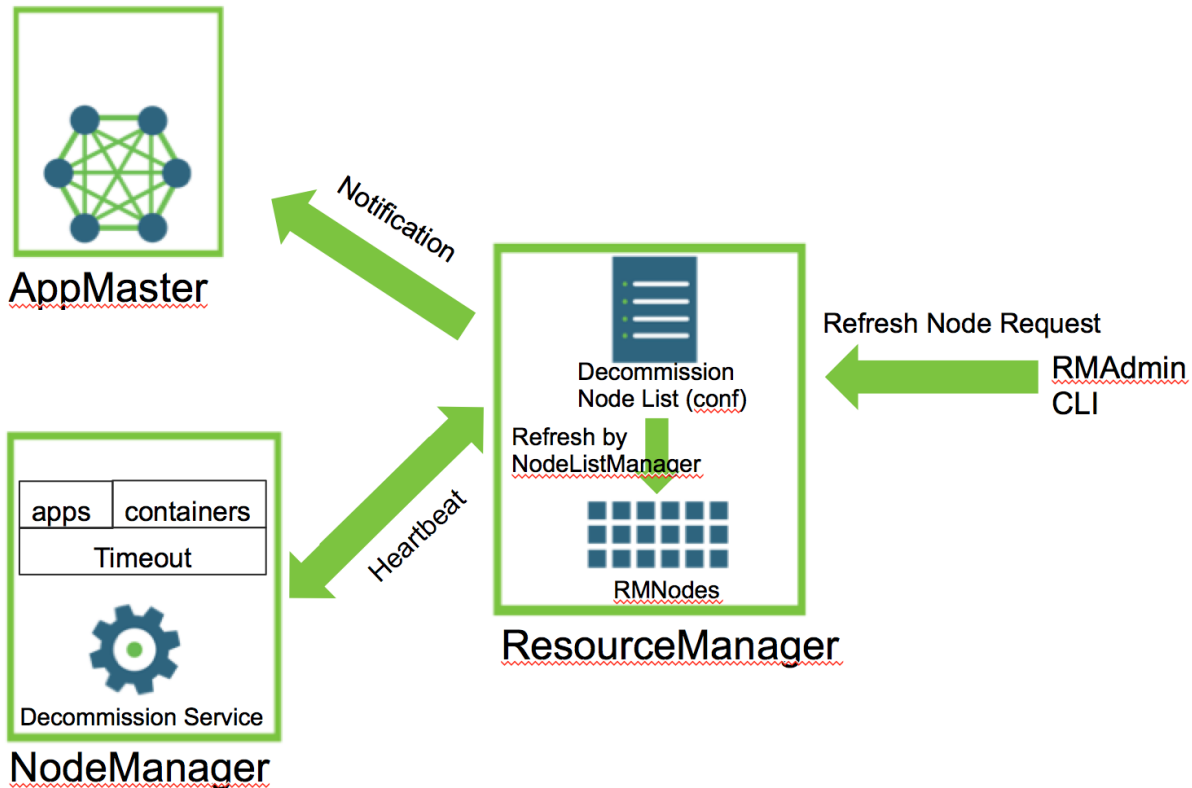 Notification
AppMaster
Refresh Node Request
RMAdmin
CLI
Decommission
Node List (conf)
Refresh by
NodeListManager
RMNodes
ResourceManager
Heartbeat
apps
containers
Timeout
Decommission Service
NodeManager